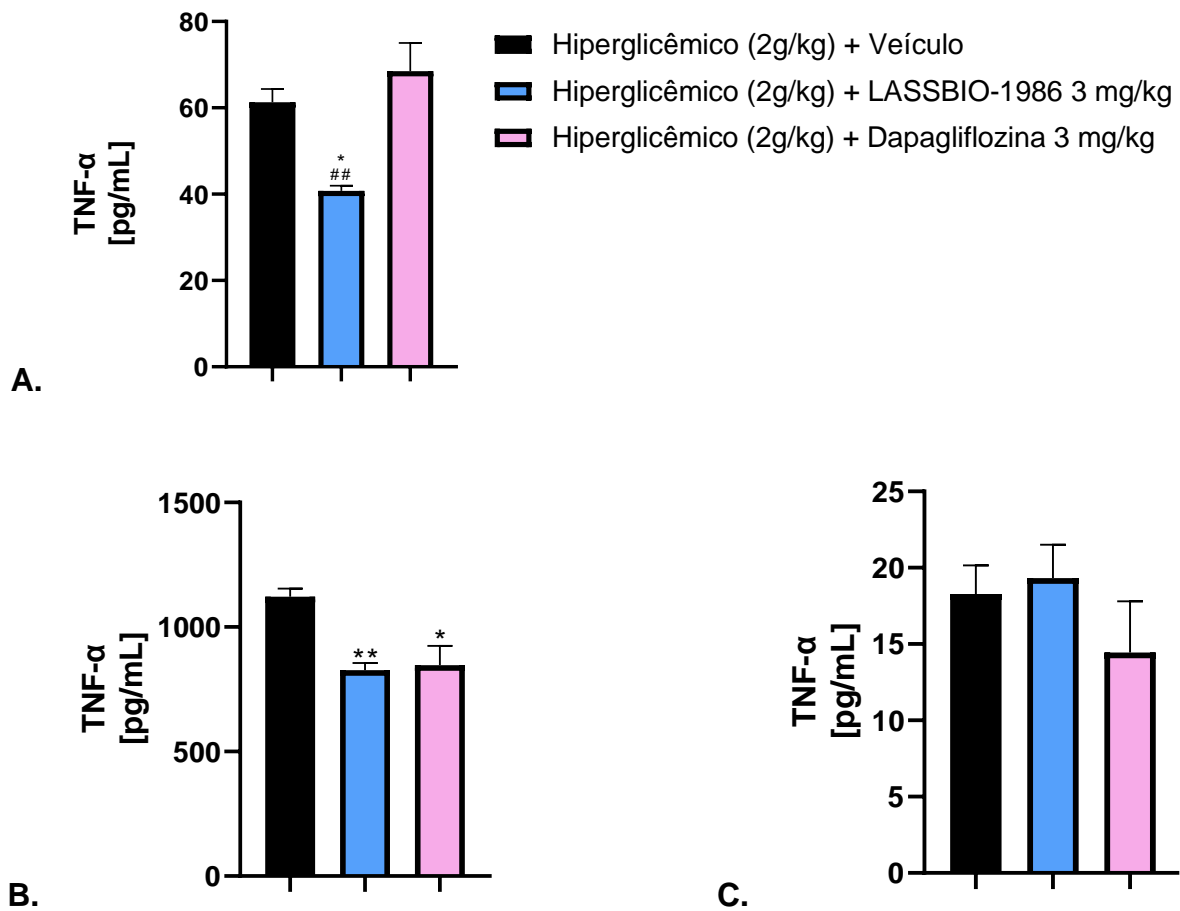 80
60
40
20
0
TNF-α
[pg/mL]
*
##
Hiperglicêmico (2g/kg) + Veículo
Hiperglicêmico (2g/kg) + LASSBIO-1986 3 mg/kg
Hiperglicêmico (2g/kg) + Dapagliflozina 3 mg/kg
A.
1500
1000
500
0
TNF-α
[pg/mL]
**
*
B.
25
20
15
10
5
0
TNF-α
[pg/mL]
C.